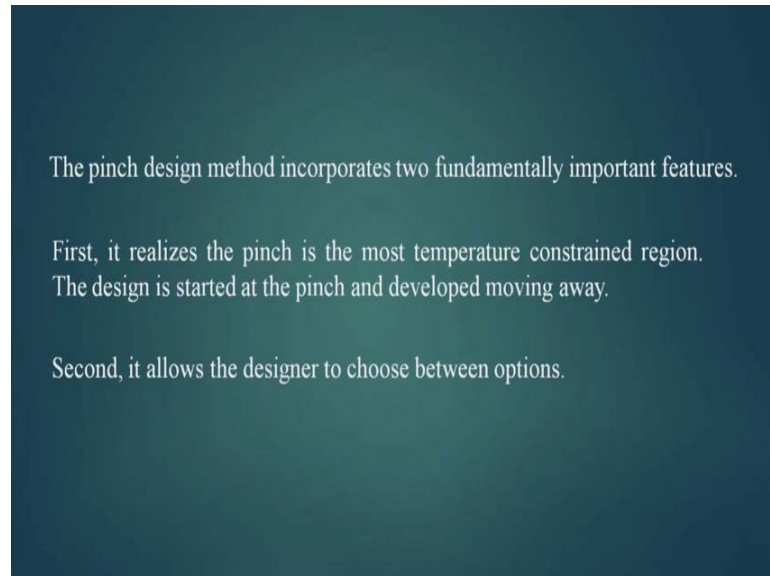 The pinch design method incorporates two fundamentally important features.
First, it realizes the pinch is the most temperature constrained region.
The design is started at the pinch and developed moving away.
Second, it allows the designer to choose between options.